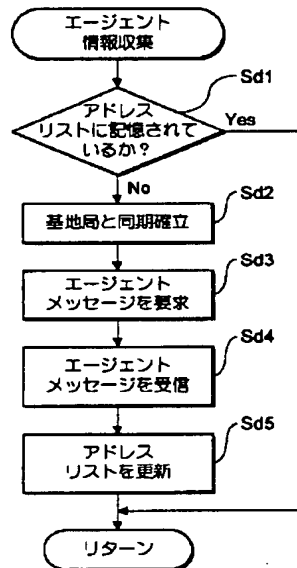 エージェント
情報収集
Sd1
アドレス
リストに記憶されて
いるか?
Yes
No
Sd2
基地局と同期確立
Sd3
エージェント
メッセージを要求
Sd4
エージェント
メッセージを受信
Sd5
アドレス
リストを更新
リターン